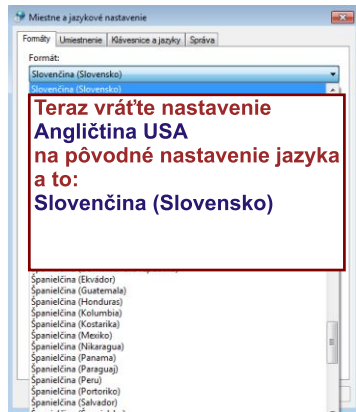 Miestne a jazykové nastavenie
Formáty Umiestnenie Klávesnice a jazyky Správa
Formát:
Slovenčina (Slovensko)
Slovenčina (Slovensko)
Teraz vráťte nastavenie
Angličtina USA
na pôvodné nastavenie jazyka
a to:
Slovenčina (Slovensko)
Španielčina (Ekvádor)
Španielčina (Guatemala)
Španielčina (Honduras)
Španielčina (Kolumbia)
Španielčina (Kostarika)
Španielčina (Mexiko)
Španielčina (Nikaragua)
Španielčina (Panama)
Španielčina (Paraguaj)
Španielčina (Peru)
Španielčina (Portoriko)
Španielčina (Salvador)